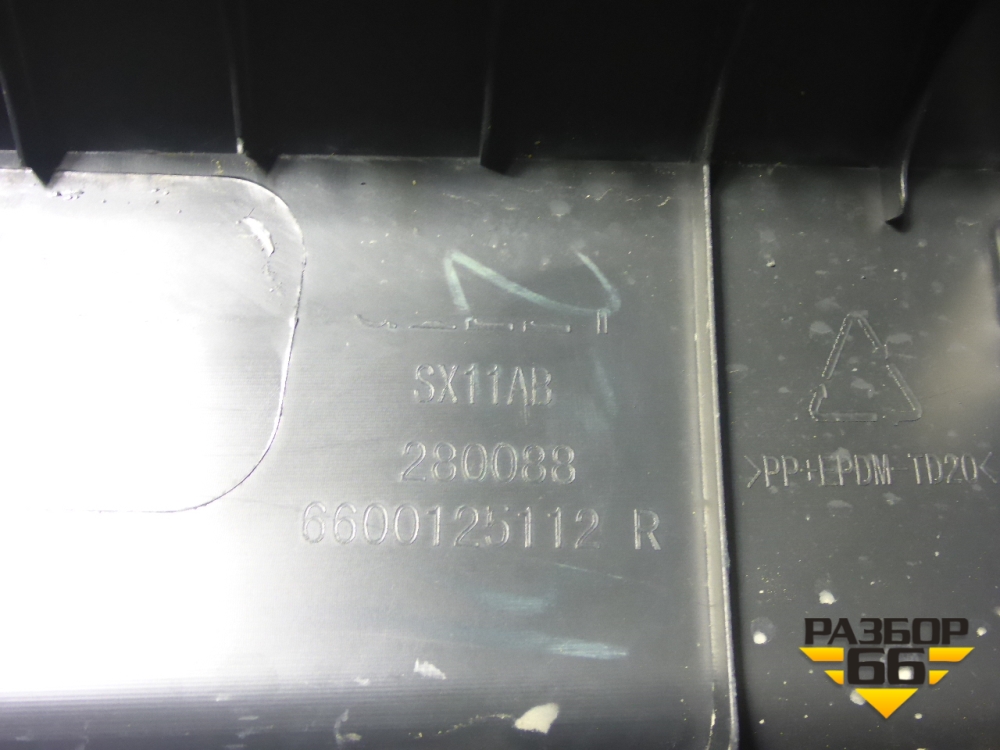 SX11AB
280088
6600125112 R
>PP+EPDM-TD20<
РАЗБОР
66